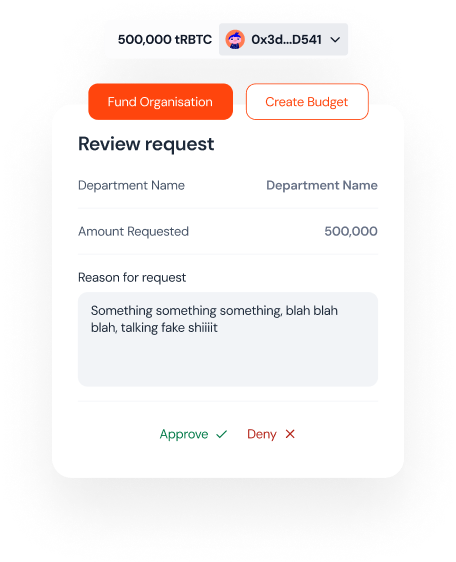 500,000 tRBTC 0x3d...D541
Fund Organisation Create Budget
Review request
Department Name Department Name
Amount Requested 500,000
Reason for request
Something something something, blah blah
blah, talking fake shiiiit
Approve Deny